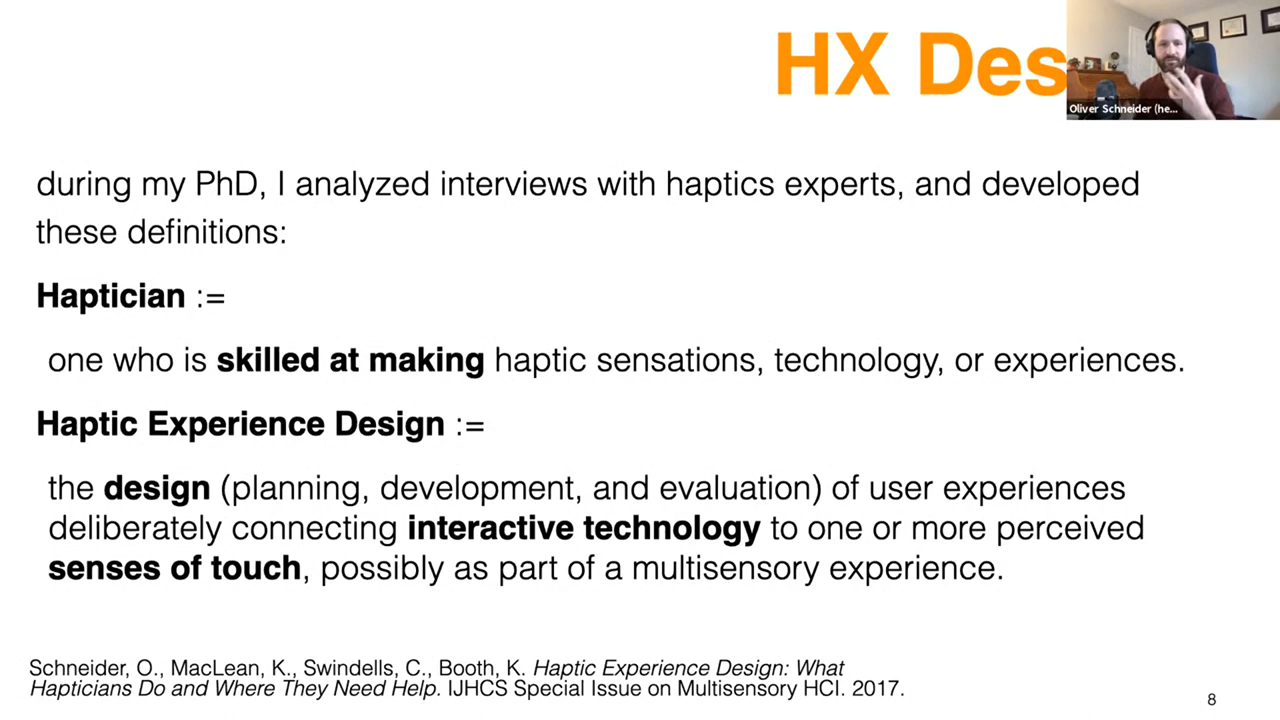 HX Des
Oliver Schneider (he...
during my PhD, I analyzed interviews with haptics experts, and developed
these definitions:
Haptician :=
one who is skilled at making haptic sensations, technology, or experiences.
Haptic Experience Design :=
the design (planning, development, and evaluation) of user experiences
deliberately connecting interactive technology to one or more perceived
senses of touch, possibly as part of a multisensory experience.
Schneider, O., MacLean, K., Swindells, C., Booth, K. Haptic Experience Design: What
Hapticians Do and Where They Need Help. IJHCS Special Issue on Multisensory HCI. 2017.
8